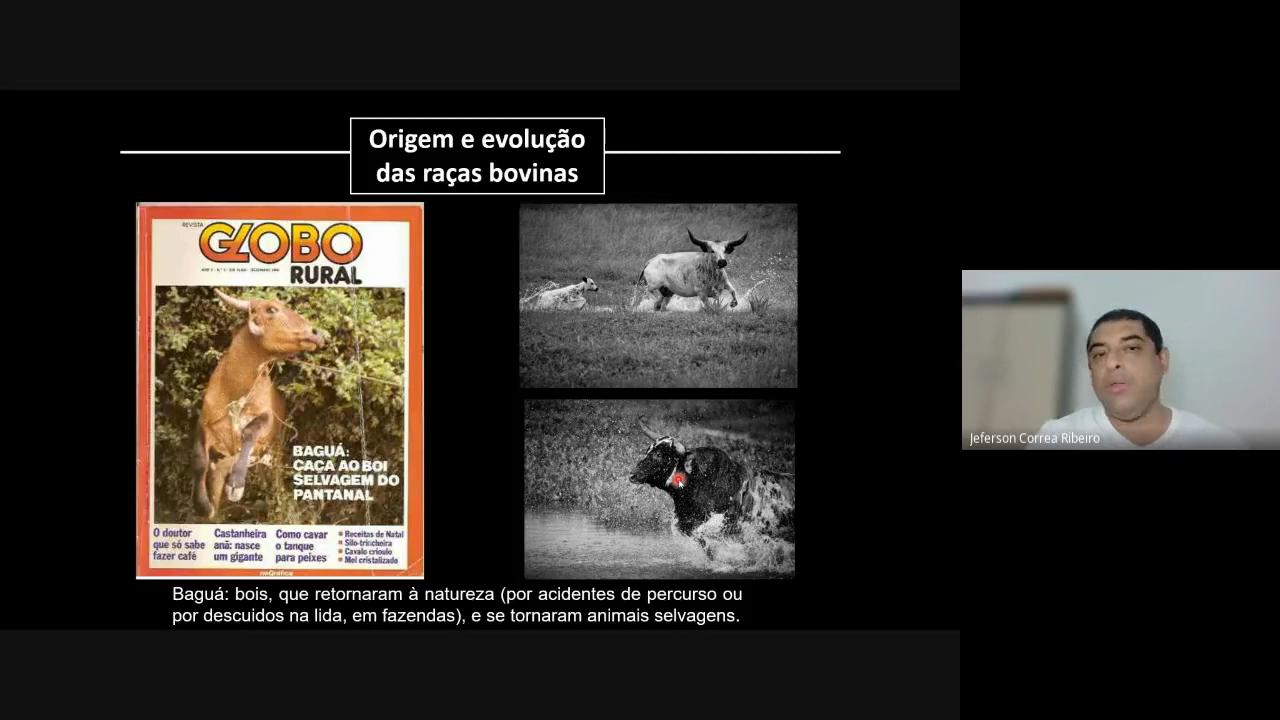 Origem e evolução
das raças bovinas
REVISTA
GLOBO
RURAL
BAGUÁ:
CAÇA AO BOI
SELVAGEM DO
PANTANAL
O doutor
que só sabe
fazer café
Castanheira
anã: nasce
um gigante
Como cavar
o tanque
para peixes
Receitas de Natal
Silo-trincheira
Cavalo crioulo
Mel cristalizado
Baguá: bois, que retornaram à natureza (por acidentes de percurso ou
por descuidos na lida, em fazendas), e se tornaram animais selvagens.
Jeferson Correa Ribeiro